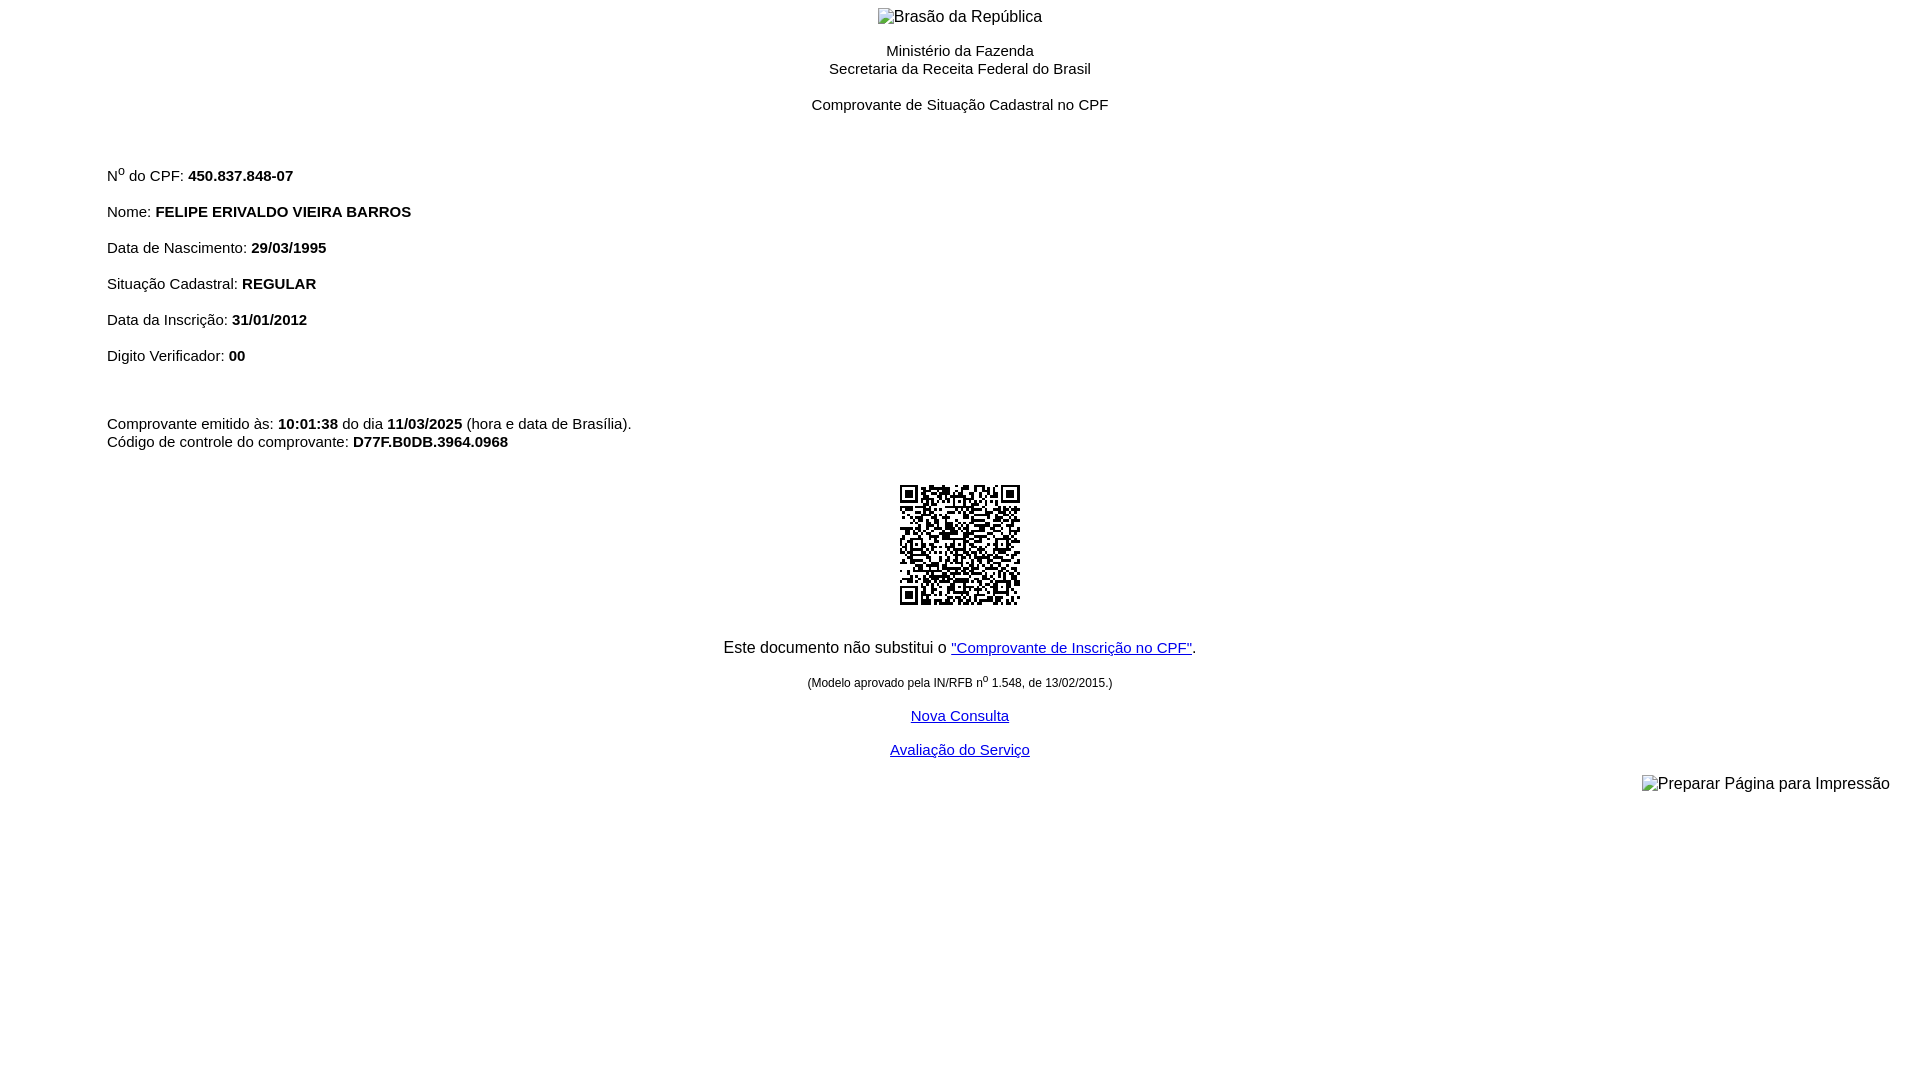 Brasão da República
Ministério da Fazenda
Secretaria da Receita Federal do Brasil
Comprovante de Situação Cadastral no CPF
Nº do CPF: 450.837.848-07
Nome: FELIPE ERIVALDO VIEIRA BARROS
Data de Nascimento: 29/03/1995
Situação Cadastral: REGULAR
Data da Inscrição: 31/01/2012
Digito Verificador: 00
Comprovante emitido às: 10:01:38 do dia 11/03/2025 (hora e data de Brasília).
Código de controle do comprovante: D77F.B0DB.3964.0968
Este documento não substitui o "Comprovante de Inscrição no CPF".
(Modelo aprovado pela IN/RFB nº 1.548, de 13/02/2015.)
Nova Consulta
Avaliação do Serviço
Preparar Página para Impressão